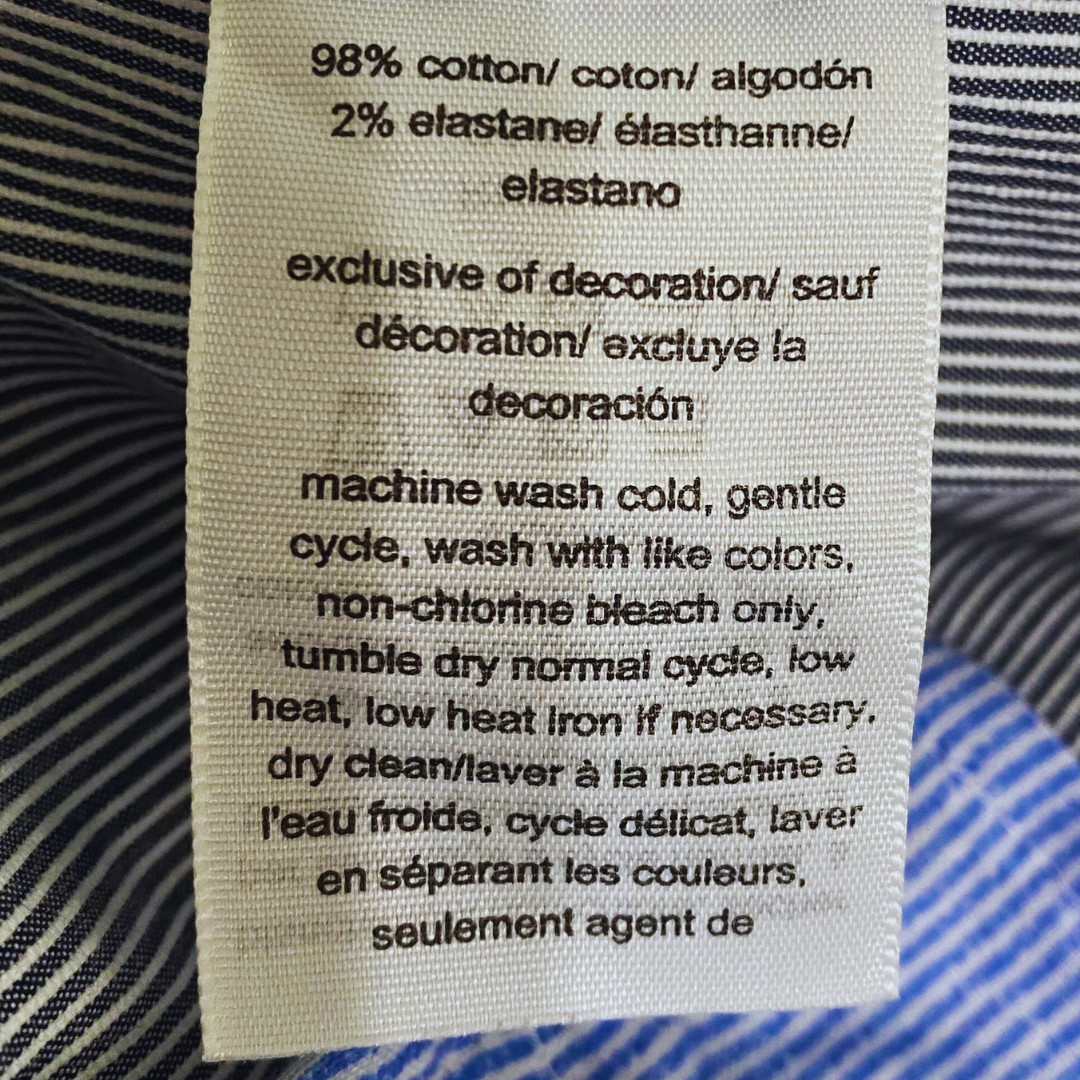 98% cotton/ coton/ algodón
2% elastane/ élasthanne/
elastano
exclusive of decoration/ sauf
décoration/ excluye la
decoración
machine wash cold, gentle
cycle, wash with like colors,
non-chlorine bleach only,
tumble dry normal cycle, low
heat, low heat iron if necessary,
dry clean/laver à la machine à
l'eau froide, cycle délicat, laver
en séparant les couleurs,
seulement agent de